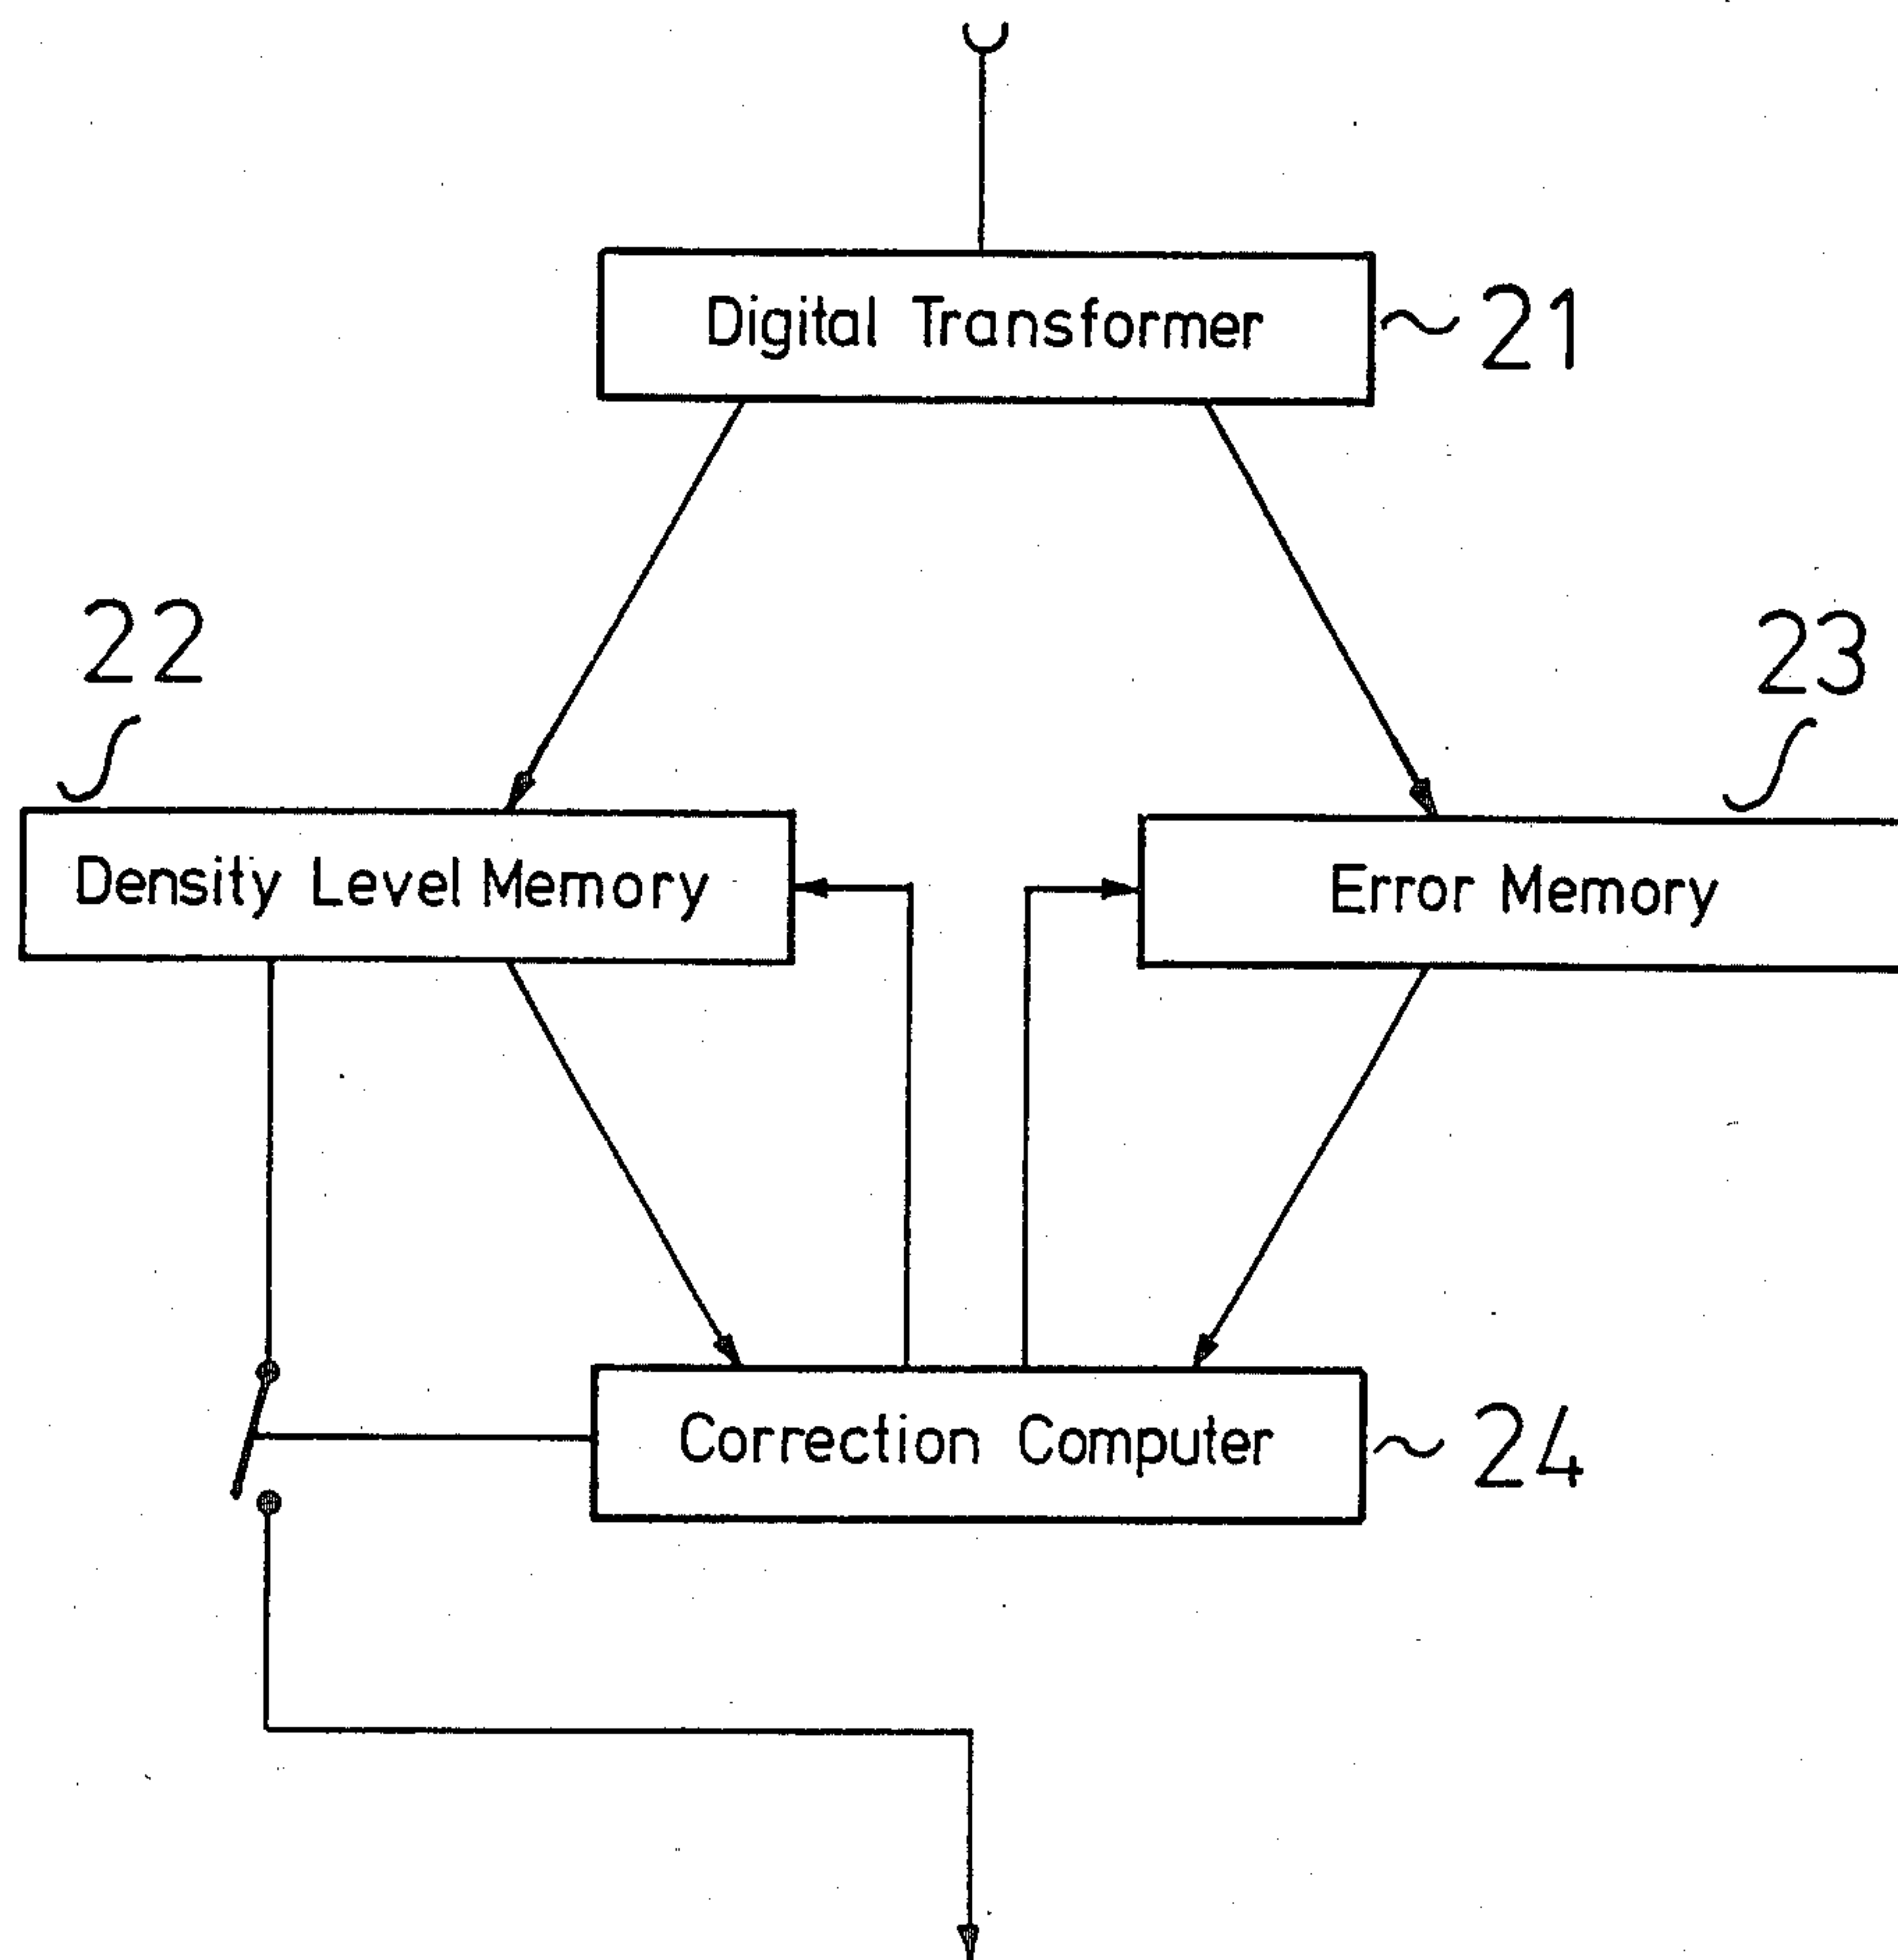 Digital Transformer
21
22
23
Density Level Memory
Error Memory
Correction Computer
24